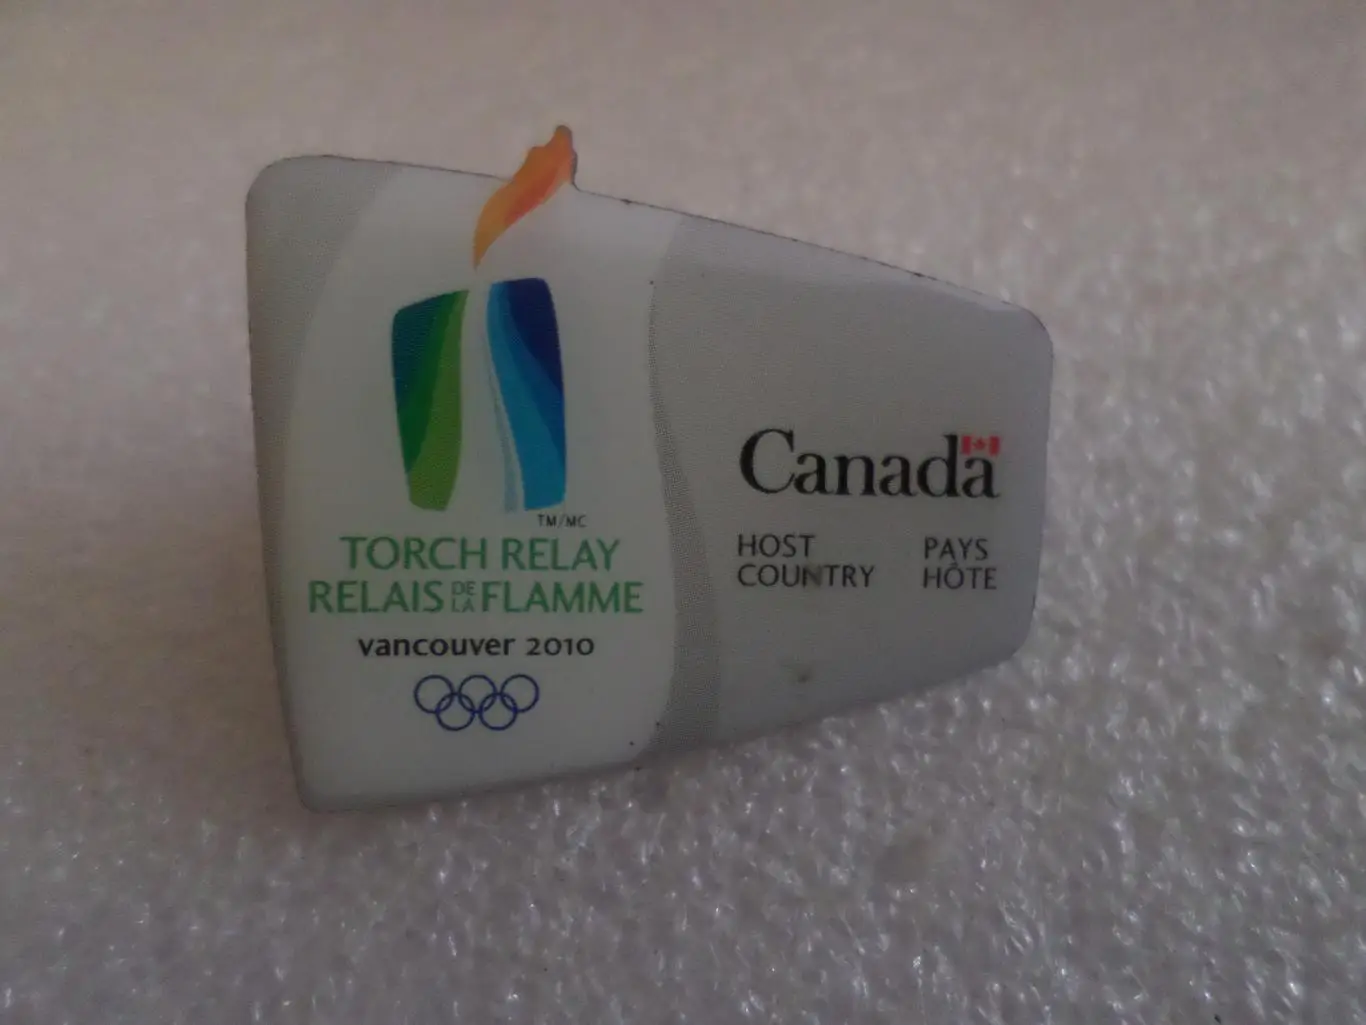 TM/MC
TORCH RELAY
RELAIS DE LA FLAMME
vancouver 2010
Canada
HOST COUNTRY
PAYS HÔTE